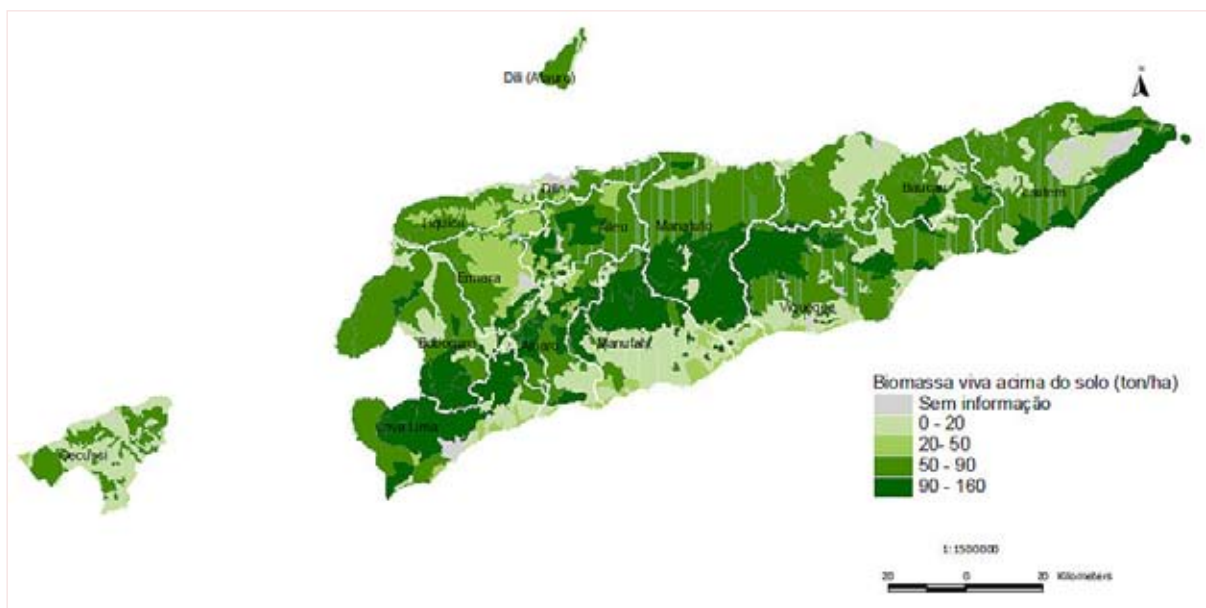 Dili (Atauro)
N
Dili
Baucau
Lautem
Liquica
Aileu
Manatuto
Ermera
Viqueque
Bobonaro
Ainaro
Manufahi
Cova Lima
Oecussi
Biomassa viva acima do solo (ton/ha)
Sem informação
0 - 20
20- 50
50 - 90
90 - 160
1:1500000
20 0 20 Kilometers